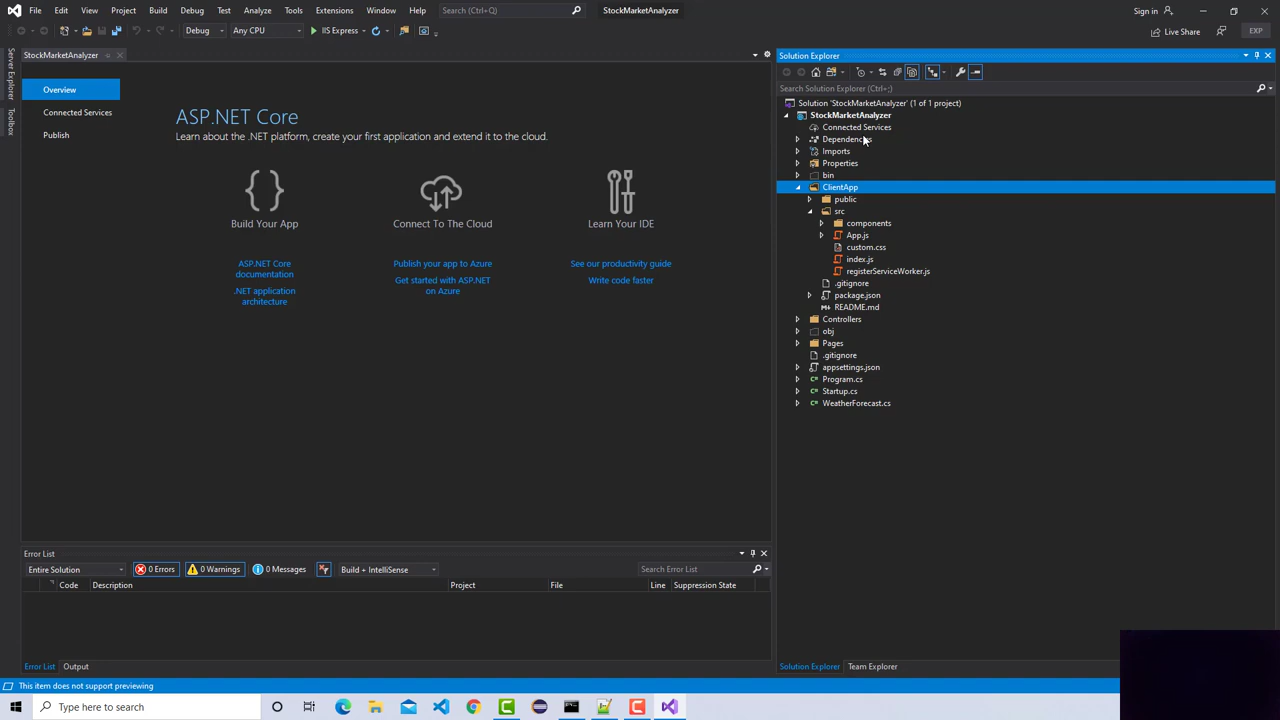 File Edit View Project Build Debug Test Analyze Tools Extensions Window Help Search (Ctrl+Q) StockMarketAnalyzer Sign in
Debug Any CPU IIS Express Live Share EXP
Server Explorer
Toolbox
StockMarketAnalyzer
Overview
Connected Services
Publish
ASP.NET Core
Learn about the .NET platform, create your first application and extend it to the cloud.
Build Your App
ASP.NET Core
documentation
.NET application
architecture
Connect To The Cloud
Publish your app to Azure
Get started with ASP.NET
on Azure
Learn Your IDE
See our productivity guide
Write code faster
Solution Explorer
Search Solution Explorer (Ctrl+;)
Solution 'StockMarketAnalyzer' (1 of 1 project)
StockMarketAnalyzer
Connected Services
Dependencies
Imports
Properties
bin
ClientApp
public
src
components
App.js
custom.css
index.js
registerServiceWorker.js
.gitignore
package.json
README.md
Controllers
obj
Pages
.gitignore
appsettings.json
Program.cs
Startup.cs
WeatherForecast.cs
Error List
Entire Solution 0 Errors 0 Warnings 0 Messages Build + IntelliSense Search Error List
Code Description Project File Line Suppression State
Error List Output
Solution Explorer Team Explorer
This item does not support previewing
Type here to search